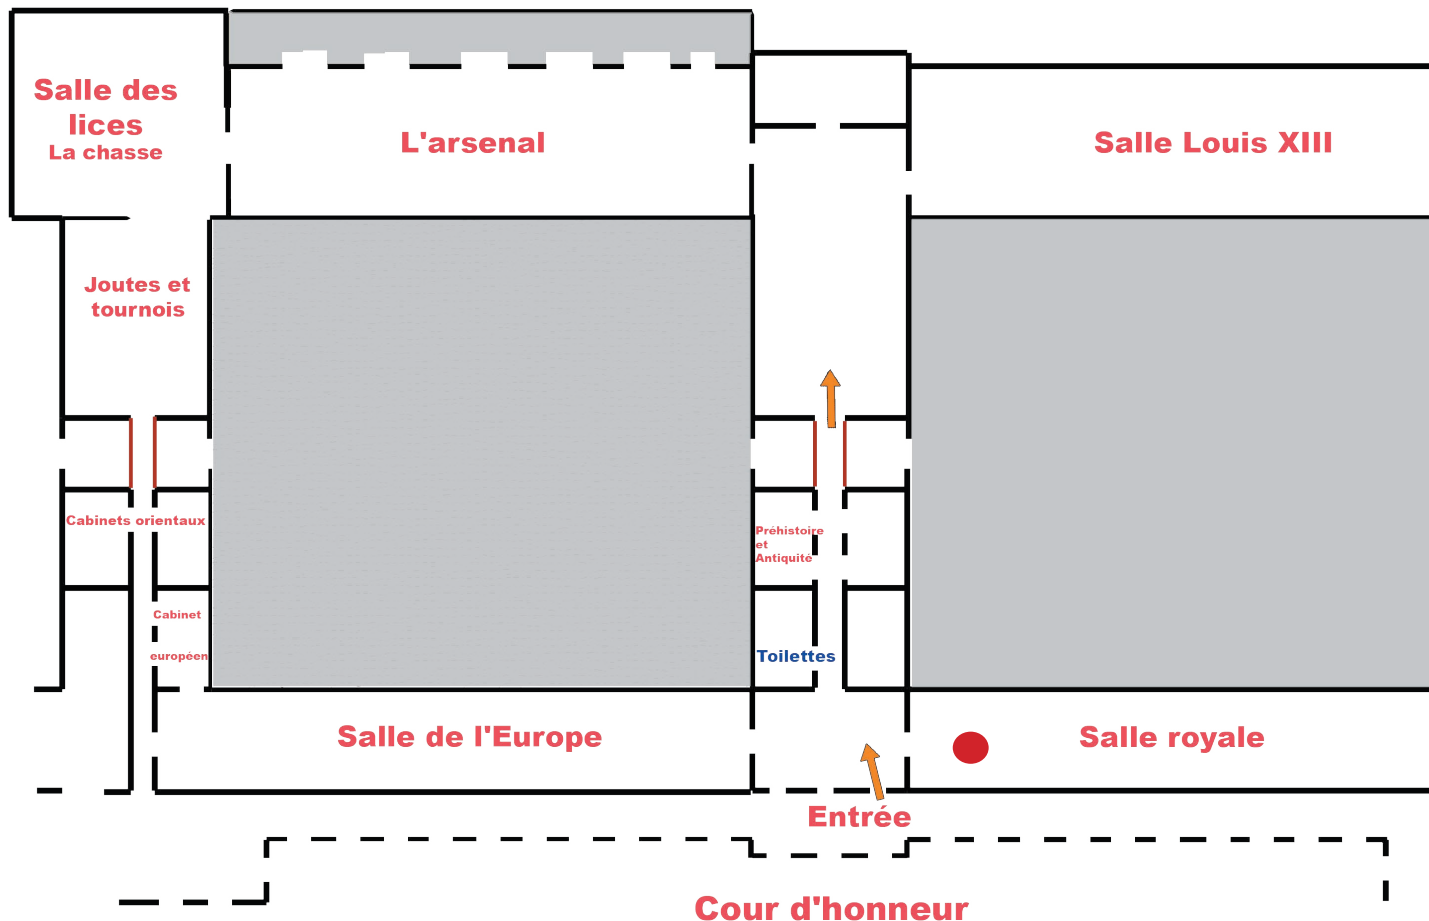 Salle des
lices
La chasse
L'arsenal
Salle Louis XIII
Joutes et
tournois
Cabinets orientaux
Préhistoire
et
Antiquité
Cabinet
européen
Toilettes
Salle de l'Europe
Salle royale
Entrée
Cour d'honneur